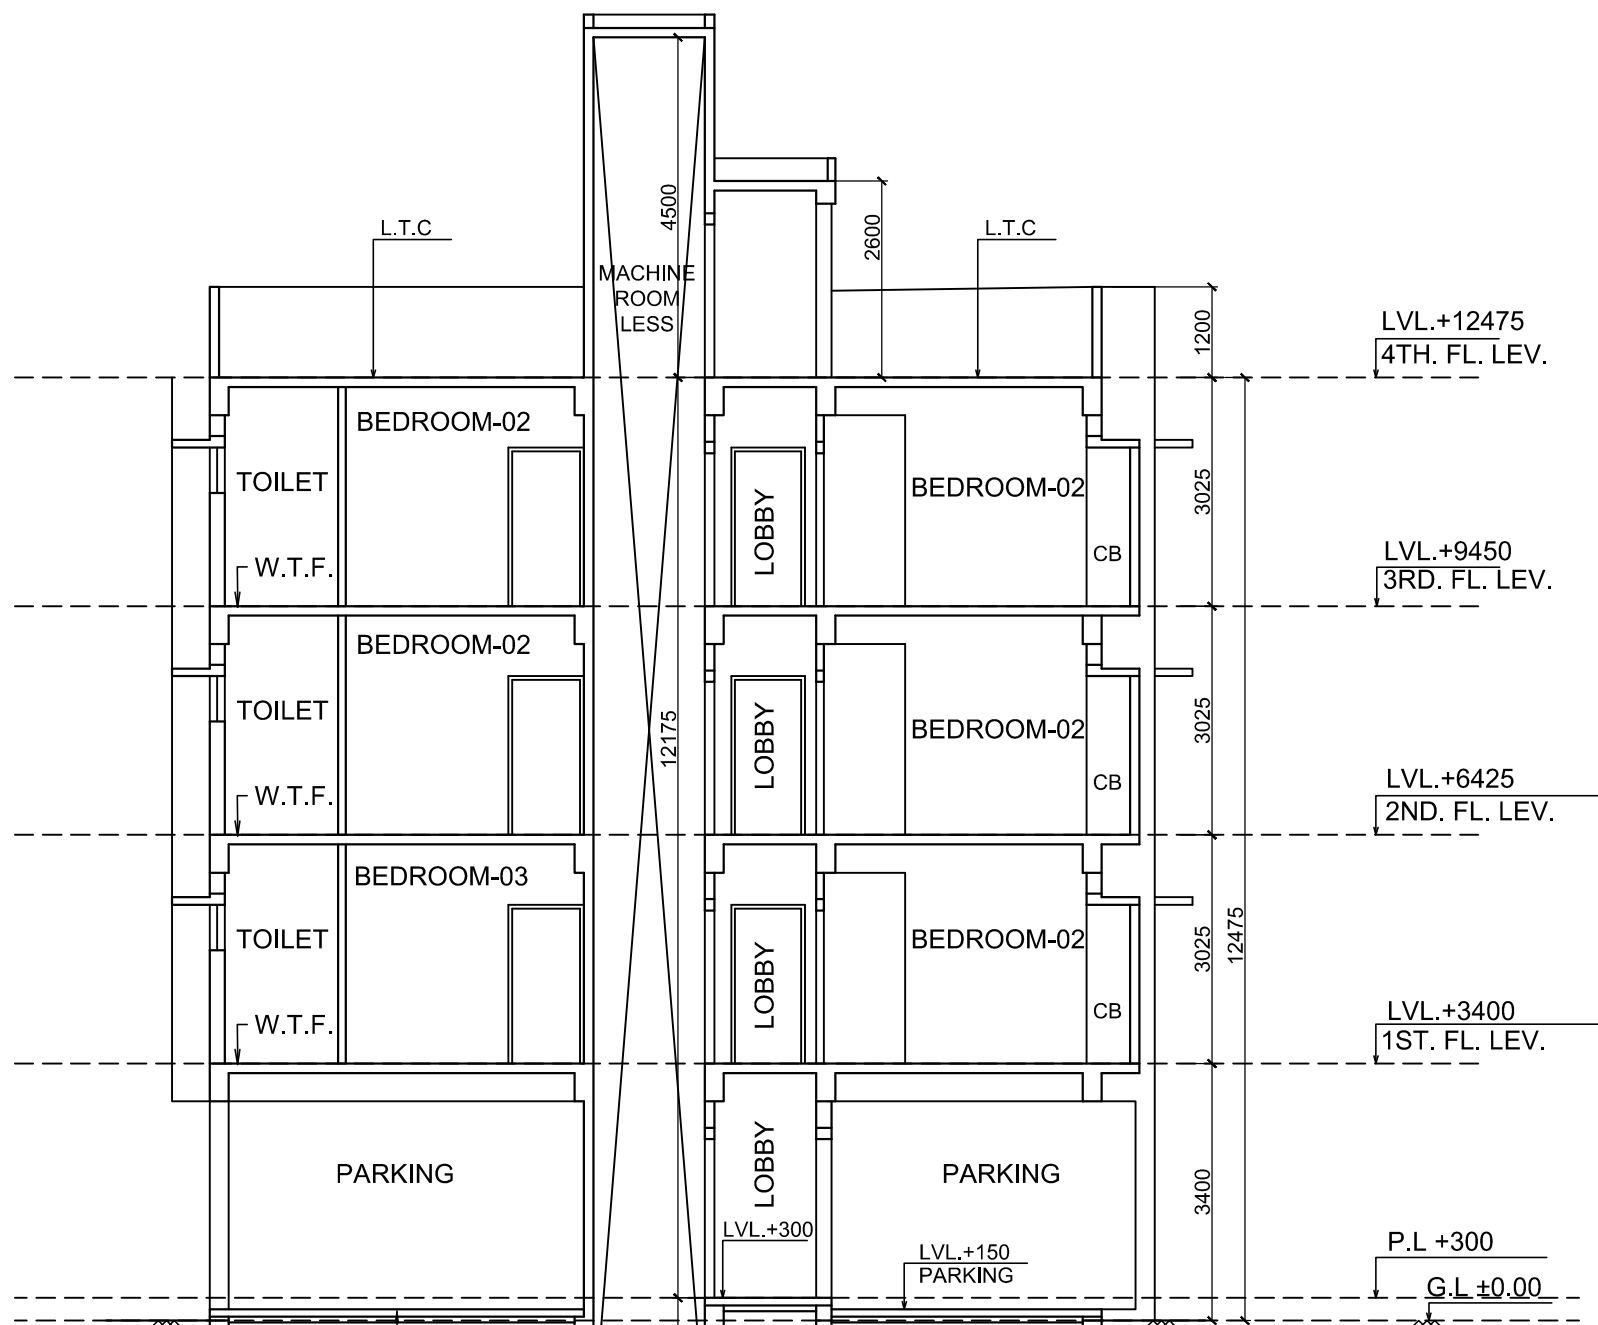 4500
L.T.C
L.T.C
2600
MACHINE
ROOM
LESS
1200
LVL.+12475
4TH. FL. LEV.
BEDROOM-02
TOILET
W.T.F.
LOBBY
BEDROOM-02
CB
3025
LVL.+9450
3RD. FL. LEV.
BEDROOM-02
TOILET
W.T.F.
12175
LOBBY
BEDROOM-02
CB
3025
LVL.+6425
2ND. FL. LEV.
BEDROOM-03
TOILET
W.T.F.
LOBBY
BEDROOM-02
CB
3025
12475
LVL.+3400
1ST. FL. LEV.
PARKING
LOBBY
PARKING
3400
LVL.+300
LVL.+150
PARKING
P.L +300
G.L ±0.00